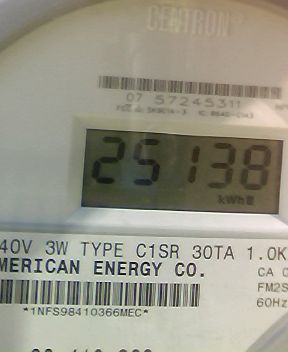 CENTRON®
07 57245311
25138
kWh
40V 3W TYPE C1SR 30TA 1.0K
MERICAN ENERGY CO.
CA
FM2S
60Hz
*1NFS98410366MEC*